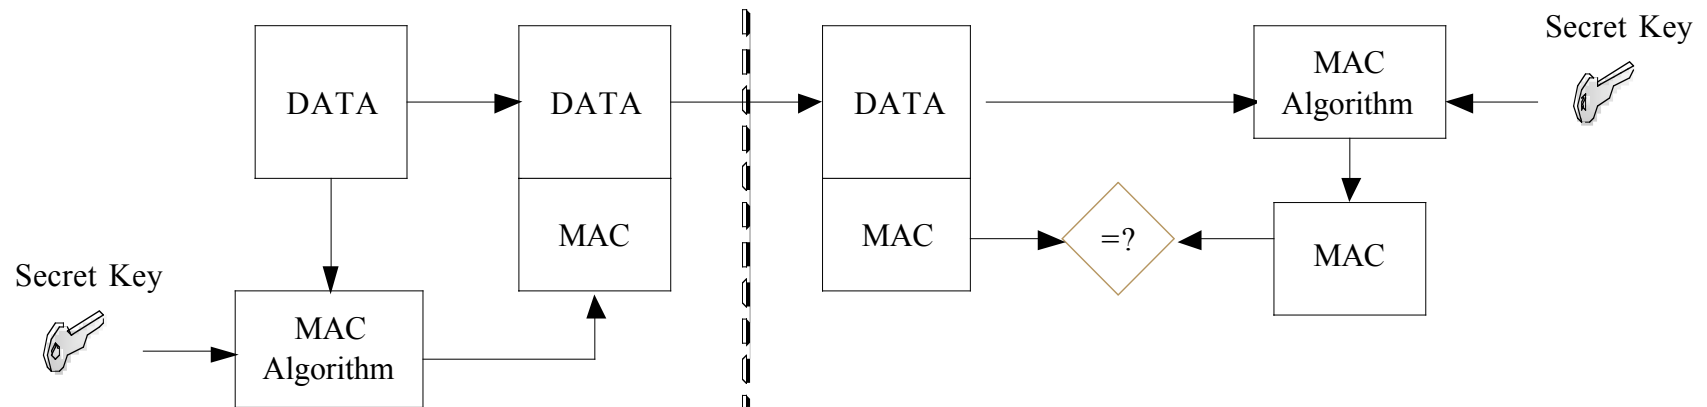 Secret Key
DATA
DATA
DATA
MAC
Algorithm
MAC
MAC
=?
MAC
Secret Key
MAC
Algorithm